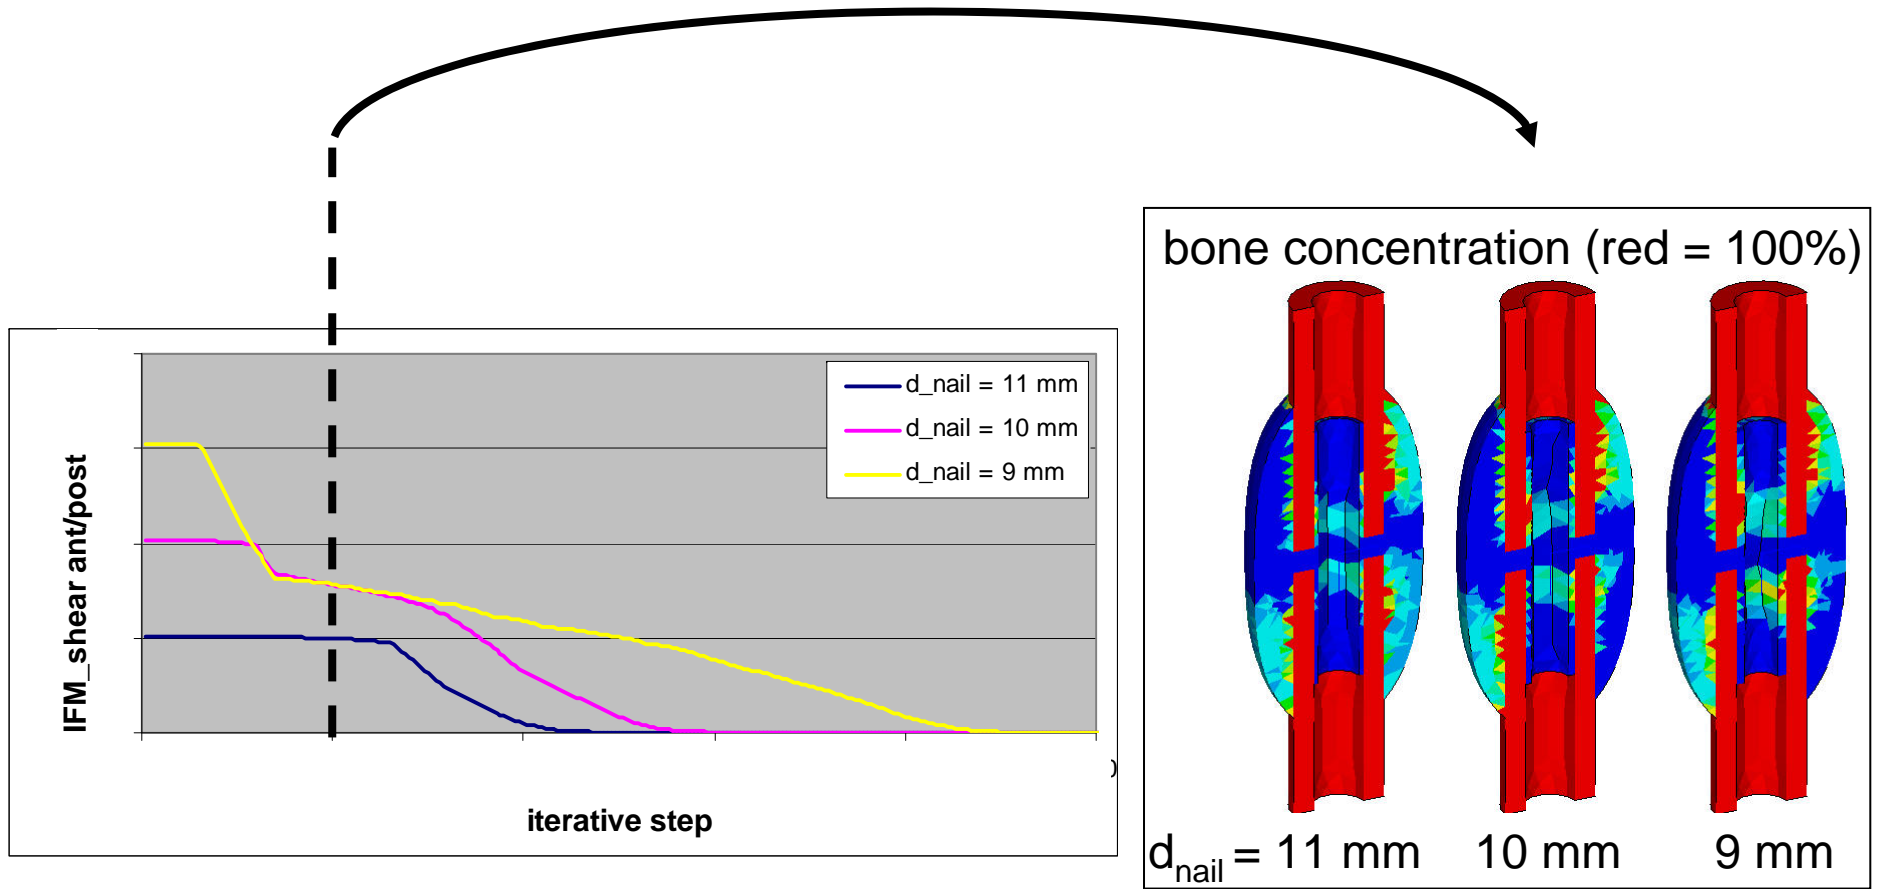 bone concentration (red = 100%)
d_nail = 11 mm
d_nail = 10 mm
d_nail = 9 mm
IFM_shear ant/post
iterative step
dnail = 11 mm 10 mm 9 mm